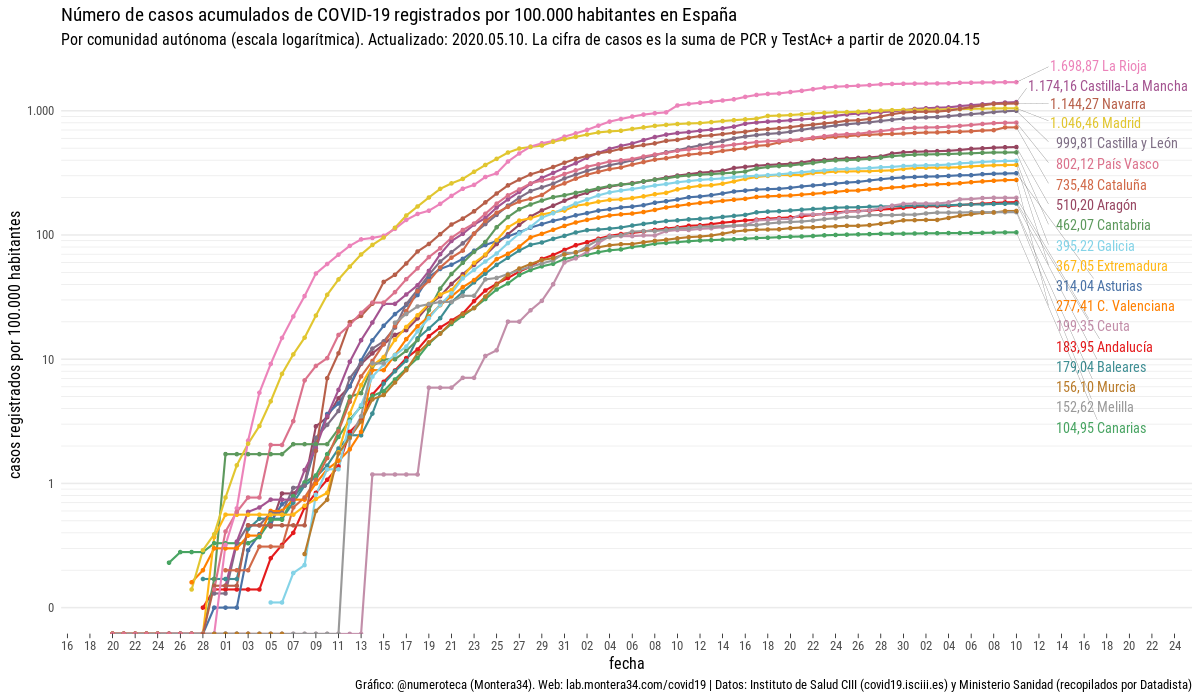 Número de casos acumulados de COVID-19 registrados por 100.000 habitantes en España
Por comunidad autónoma (escala logarítmica). Actualizado: 2020.05.10. La cifra de casos es la suma de PCR y TestAc+ a partir de 2020.04.15
casos registrados por 100.000 habitantes
1.000
100
10
1
0
1.698,87 La Rioja
1.174,16 Castilla-La Mancha
1.144,27 Navarra
1.046,46 Madrid
999,81 Castilla y León
802,12 País Vasco
735,48 Cataluña
510,20 Aragón
462,07 Cantabria
395,22 Galicia
367,05 Extremadura
314,04 Asturias
277,41 C. Valenciana
199,35 Ceuta
183,95 Andalucía
179,04 Baleares
156,10 Murcia
152,62 Melilla
104,95 Canarias
16 18 20 22 24 26 28 01 03 05 07 09 11 13 15 17 19 21 23 25 27 29 31 02 04 06 08 10 12 14 16 18 20 22 24 26 28 30 02 04 06 08 10 12 14 16 18 20 22 24
fecha
Gráfico: @numeroteca (Montera34). Web: lab.montera34.com/covid19 | Datos: Instituto de Salud CIII (covid19.isciii.es) y Ministerio Sanidad (recopilados por Datadista)